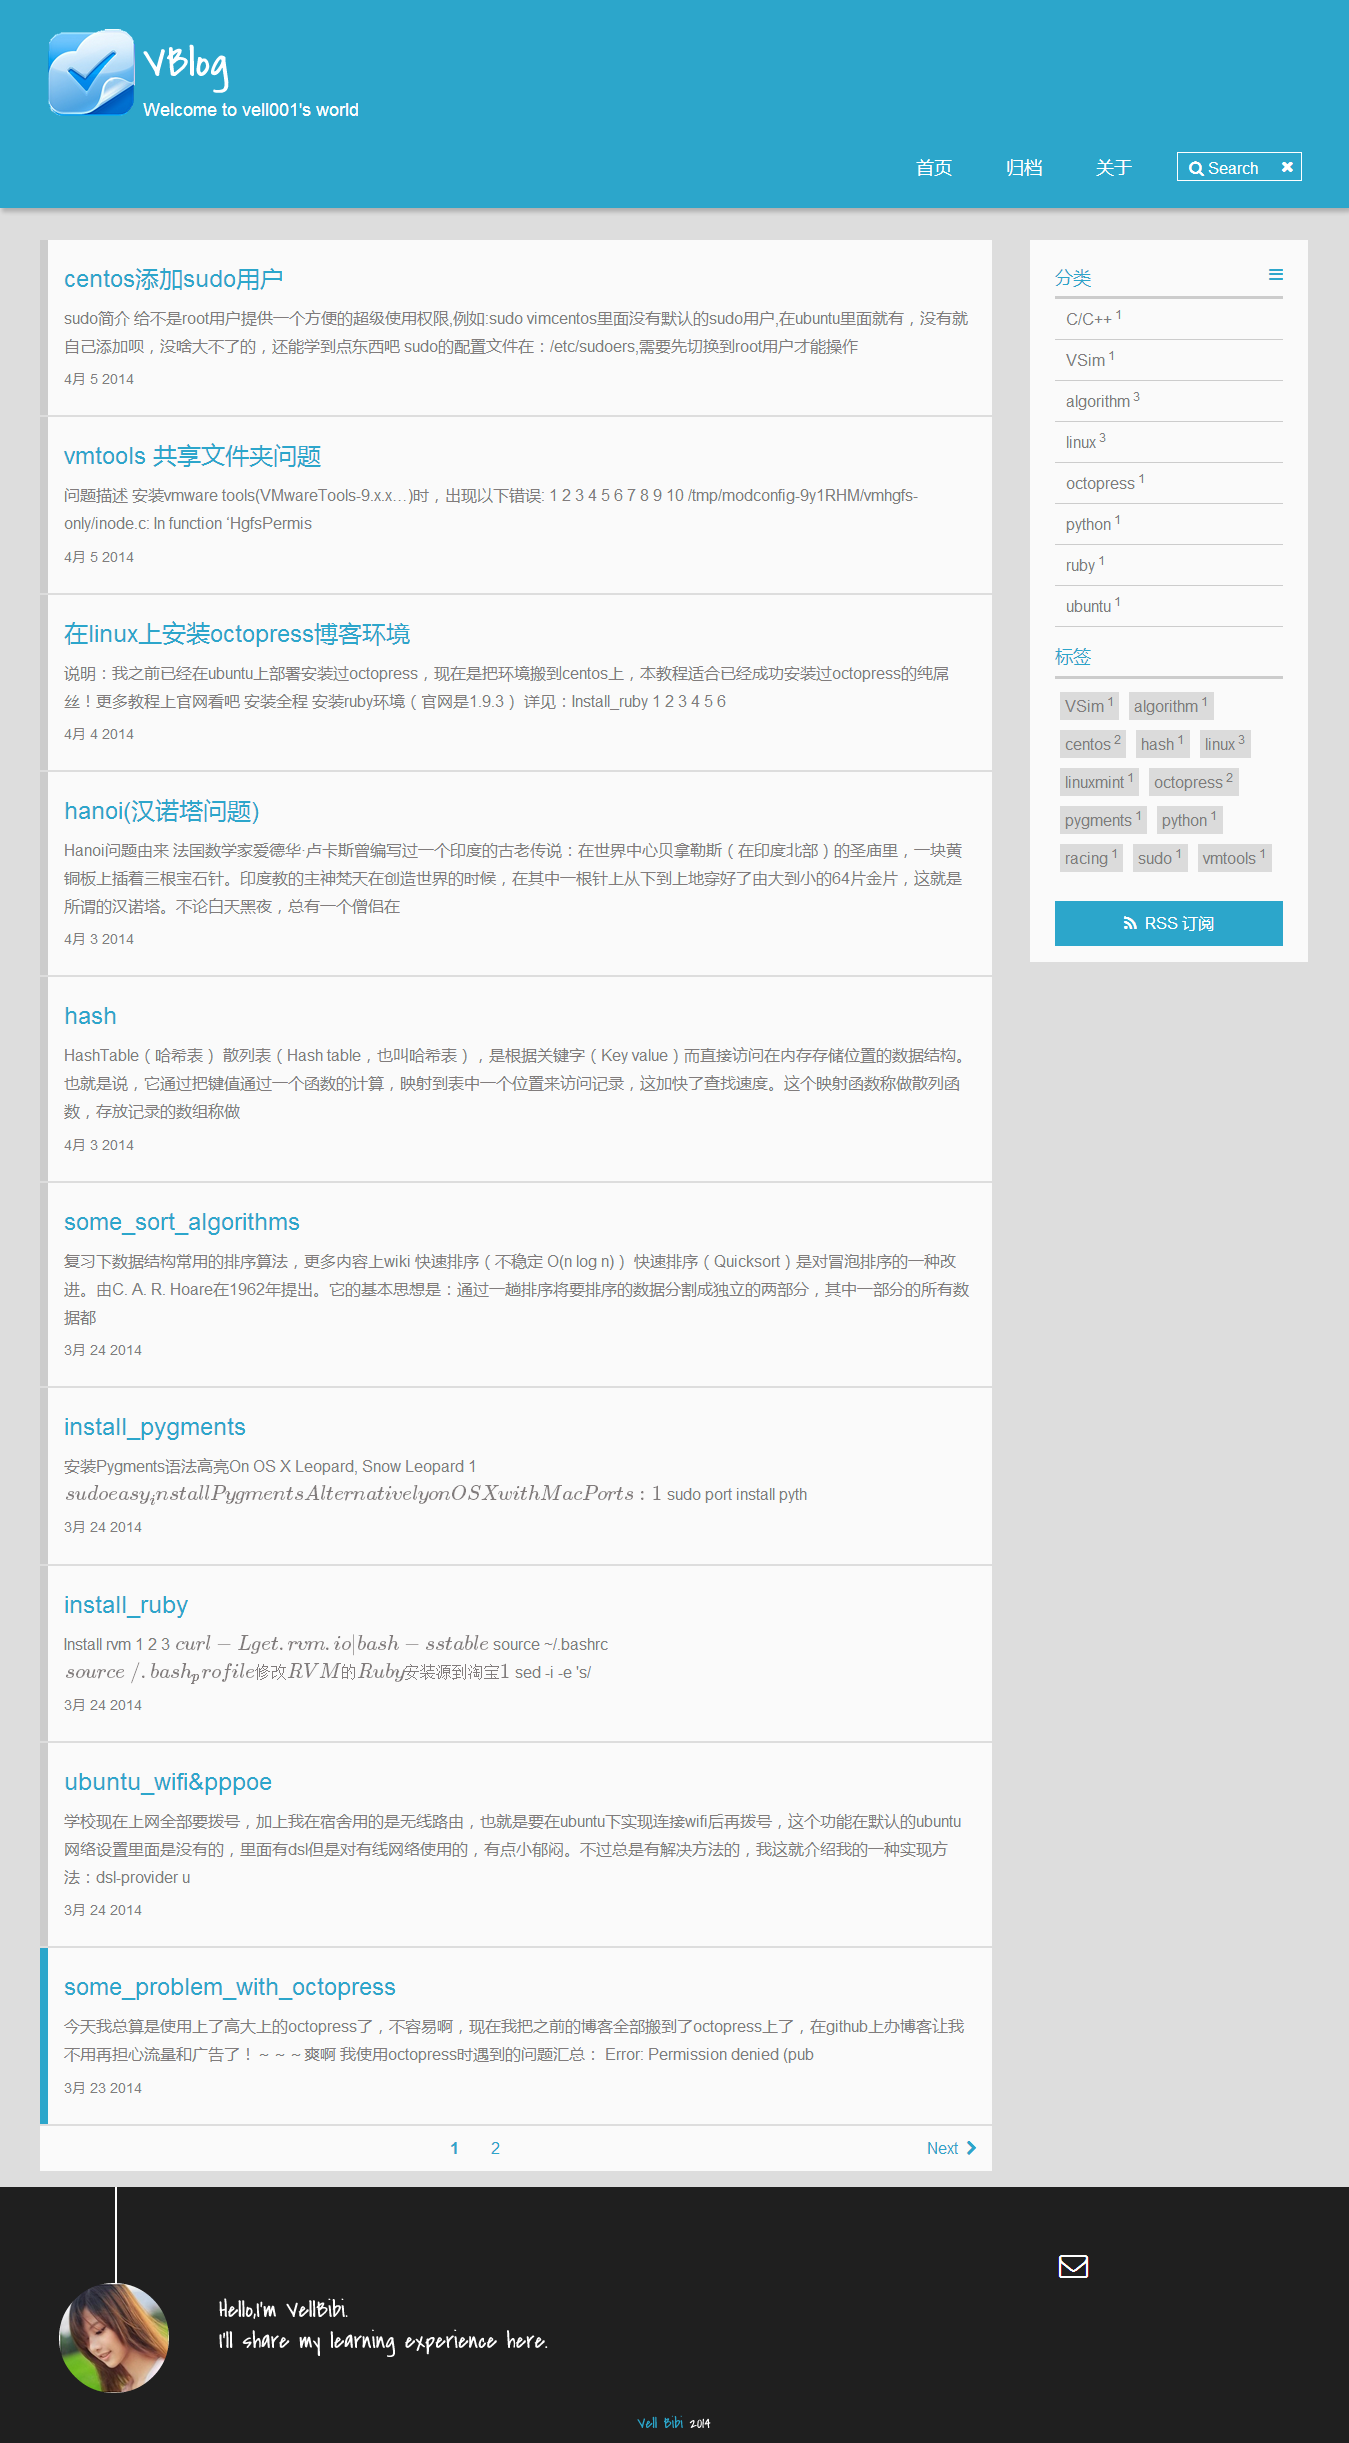 VBlog
Welcome to vell001's world
首页 归档 关于 Search
centos添加sudo用户
sudo简介 给不是root用户提供一个方便的超级使用权限,例如:sudo vimcentos里面没有默认的sudo用户,在ubuntu里面就有，没有就
自己添加呗，没啥大不了的，还能学到点东西吧 sudo的配置文件在：/etc/sudoers,需要先切换到root用户才能操作
4月 5 2014
vmtools 共享文件夹问题
问题描述 安装vmware tools(VMwareTools-9.x.x…)时，出现以下错误: 1 2 3 4 5 6 7 8 9 10 /tmp/modconfig-9y1RHM/vmhgfs-
only/inode.c: In function ‘HgfsPermis
4月 5 2014
在linux上安装octopress博客环境
说明：我之前已经在ubuntu上部署安装过octopress，现在是把环境搬到centos上，本教程适合已经成功安装过octopress的纯屌
丝！更多教程上官网看吧 安装全程 安装ruby环境（官网是1.9.3） 详见：Install_ruby 1 2 3 4 5 6
4月 4 2014
hanoi(汉诺塔问题)
Hanoi问题由来 法国数学家爱德华·卢卡斯曾编写过一个印度的古老传说：在世界中心贝拿勒斯（在印度北部）的圣庙里，一块黄
铜板上插着三根宝石针。印度教的主神梵天在创造世界的时候，在其中一根针上从下到上地穿好了由大到小的64片金片，这就是
所谓的汉诺塔。不论白天黑夜，总有一个僧侣在
4月 3 2014
hash
HashTable（哈希表） 散列表（Hash table，也叫哈希表），是根据关键字（Key value）而直接访问在内存存储位置的数据结构。
也就是说，它通过把键值通过一个函数的计算，映射到表中一个位置来访问记录，这加快了查找速度。这个映射函数称做散列函
数，存放记录的数组称做
4月 3 2014
some_sort_algorithms
复习下数据结构常用的排序算法，更多内容上wiki 快速排序（不稳定 O(n log n)） 快速排序（Quicksort）是对冒泡排序的一种改
进。由C. A. R. Hoare在1962年提出。它的基本思想是：通过一趟排序将要排序的数据分割成独立的两部分，其中一部分的所有数
据都
3月 24 2014
install_pygments
安装Pygments语法高亮On OS X Leopard, Snow Leopard 1
sudoeasy_installPygmentsAlternativelyonOSXwithMacPorts:1 sudo port install pyth
3月 24 2014
install_ruby
Install rvm 1 2 3 curl−Lget.rvm.io|bash−sstable source ~/.bashrc
source /.bash_profile修改RVM的Ruby安装源到淘宝1 sed -i -e 's/
3月 24 2014
ubuntu_wifi&pppoe
学校现在上网全部要拨号，加上我在宿舍用的是无线路由，也就是要在ubuntu下实现连接wifi后再拨号，这个功能在默认的ubuntu
网络设置里面是没有的，里面有dsl但是对有线网络使用的，有点小郁闷。不过总是有解决方法的，我这就介绍我的一种实现方
法：dsl-provider u
3月 24 2014
some_problem_with_octopress
今天我总算是使用上了高大上的octopress了，不容易啊，现在我把之前的博客全部搬到了octopress上了，在github上办博客让我
不用再担心流量和广告了！～～～爽啊 我使用octopress时遇到的问题汇总： Error: Permission denied (pub
3月 23 2014
1 2 Next
分类
C/C++ 1
VSim 1
algorithm 3
linux 3
octopress 1
python 1
ruby 1
ubuntu 1
标签
VSim 1 algorithm 1
centos 2 hash 1 linux 3
linuxmint 1 octopress 2
pygments 1 python 1
racing 1 sudo 1 vmtools 1
RSS 订阅
Hello,I'm VellBibi.
I'll share my learning experience here.
Vell Bibi 2014